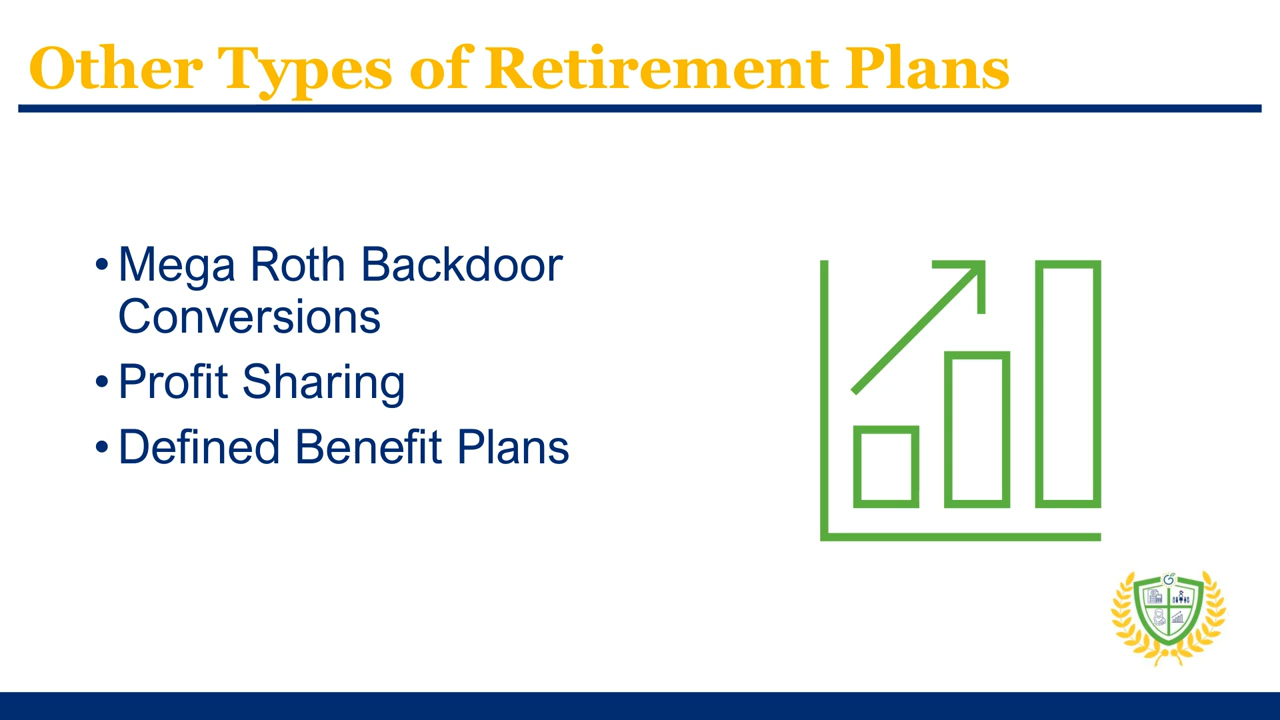 Other Types of Retirement Plans
•Mega Roth Backdoor
Conversions
•Profit Sharing
•Defined Benefit Plans